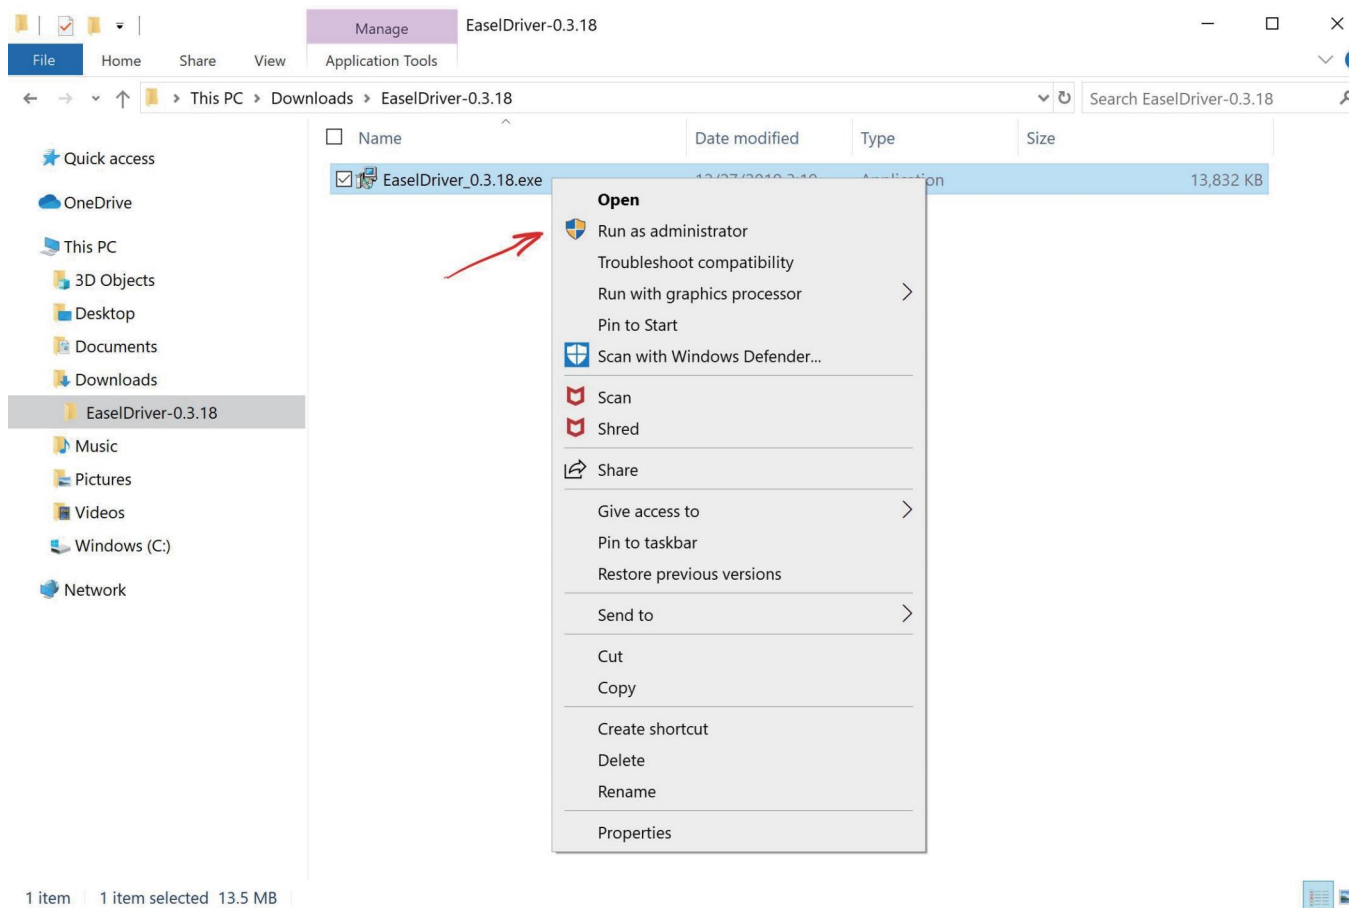 Manage
EaselDriver-0.3.18
File
Home
Share
View
Application Tools
This PC
Downloads
EaselDriver-0.3.18
Search EaselDriver-0.3.18
Name
Date modified
Type
Size
Quick access
OneDrive
This PC
3D Objects
Desktop
Documents
Downloads
EaselDriver-0.3.18
Music
Pictures
Videos
Windows (C:)
Network
EaselDriver_0.3.18.exe
13,832 KB
Open
Run as administrator
Troubleshoot compatibility
Run with graphics processor
Pin to Start
Scan with Windows Defender...
Scan
Shred
Share
Give access to
Pin to taskbar
Restore previous versions
Send to
Cut
Copy
Create shortcut
Delete
Rename
Properties
1 item
1 item selected 13.5 MB